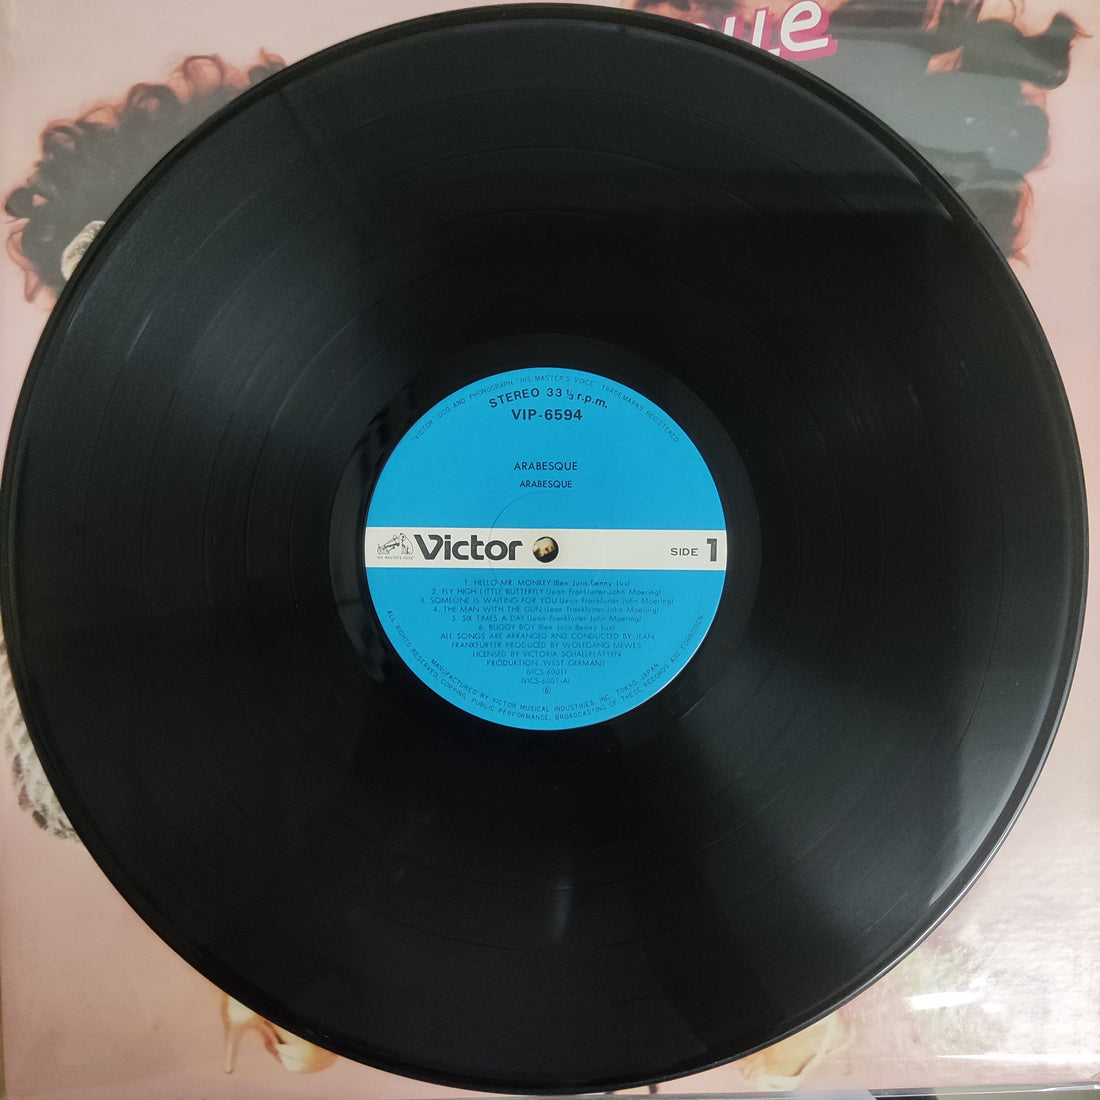 ue
"VICTOR, DOG AND PHONOGRAPH, "HIS MASTER'S VOICE" TRADEMARKS REGISTERED
STEREO 33 1/3 r.p.m.
VIP-6594
ARABESQUE
ARABESQUE
"HIS MASTER'S VOICE"
Victor
SIDE 1
1. HELLO MR. MONKEY (Ben Juris-Benny Lux)
2. FLY HIGH LITTLE BUTTERFLY (Jean Frankfurter-John Moering)
3. SOMEONE IS WAITING FOR YOU (Jean Frankfurter-John Moering)
4. THE MAN WITH THE GUN (Jean Frankfurter-John Moering)
5. SIX TIMES A DAY (Jean Frankfurter-John Moering)
6. BUGGY BOY (Ben Juris-Benny Lux)
ALL SONGS ARE ARRANGED AND CONDUCTED BY JEAN
FRANKFURTER PRODUCED BY WOLFGANG MEWES
LICENSED BY VICTORIA SCHALLPLATTEN
PRODUKTION, WEST GERMAN)
(VICS-6001)
(VICS-6001-A)
6
MANUFACTURED BY VICTOR MUSICAL INDUSTRIES, INC., TOKYO, JAPAN
ALL RIGHTS RESERVED. COPYING, PUBLIC PERFORMANCE, BROADCASTING OF THESE RECORDS ARE FORBIDDEN.